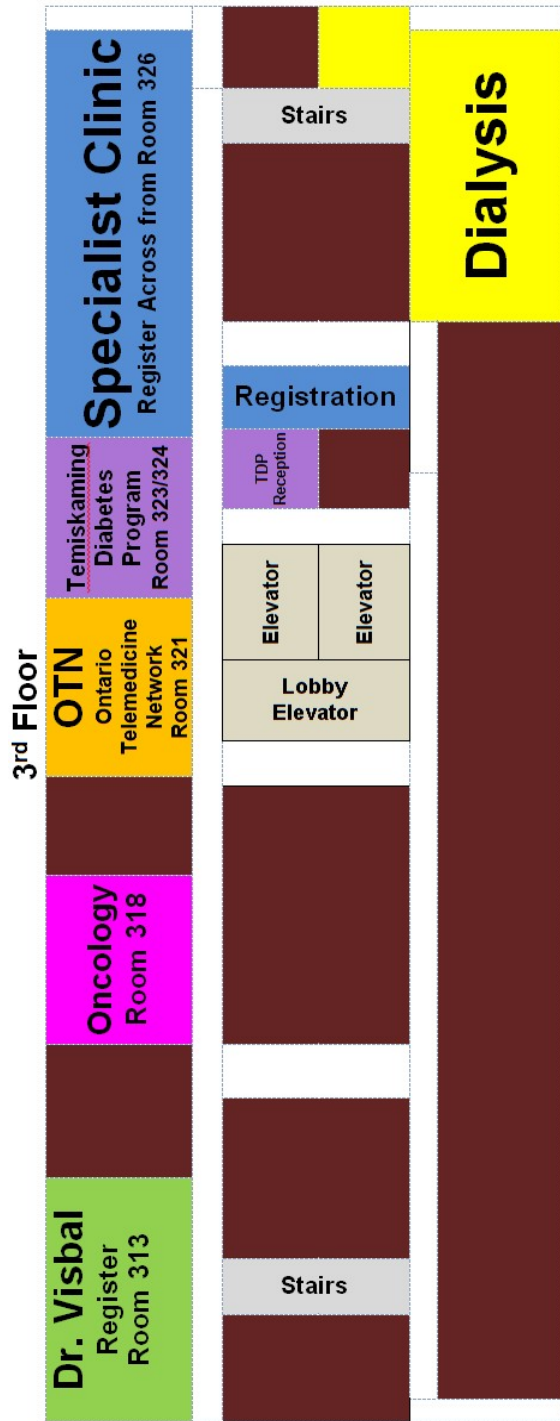 3rd Floor
Specialist Clinic
Register Across from Room 326
Temiskaming
Diabetes
Program
Room 323/324
OTN
Ontario
Telemedicine
Network
Room 321
Oncology
Room 318
Dr. Visbal
Register
Room 313
Stairs
Registration
TDP
Reception
Elevator
Elevator
Lobby
Elevator
Stairs
Dialysis